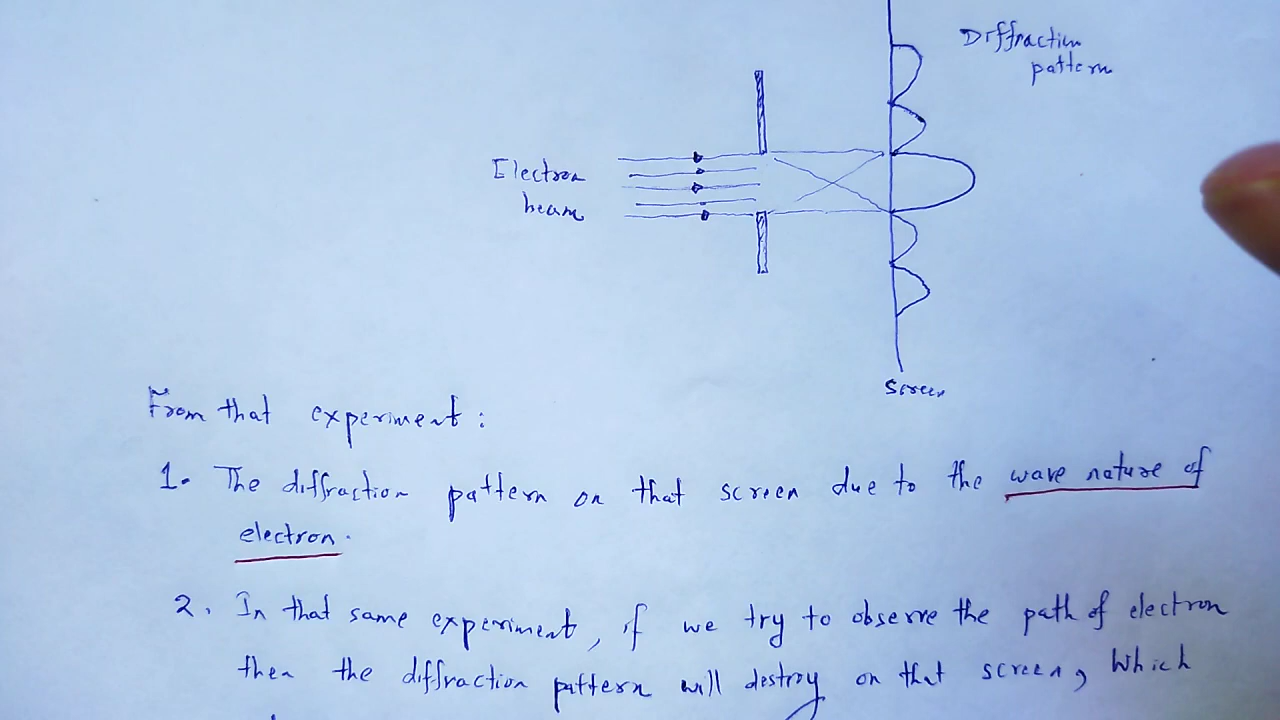 Diffraction
pattern
Electron
beam
Screen
From that experiment:
1. The diffraction pattern on that screen due to the wave nature of
electron.
2. In that same experiment, if we try to observe the path of electron
then the diffraction pattern will destroy on that screen, Which